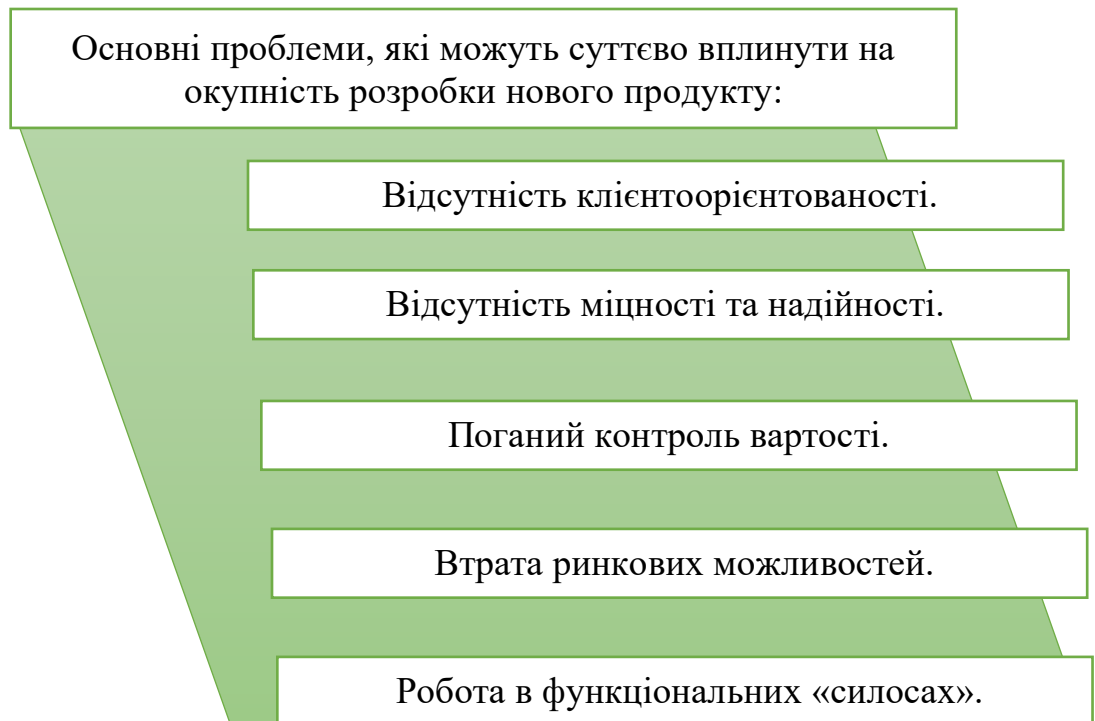 Основні проблеми, які можуть суттєво вплинути на
окупність розробки нового продукту:
Відсутність клієнтоорієнтованості.
Відсутність міцності та надійності.
Поганий контроль вартості.
Втрата ринкових можливостей.
Робота в функціональних «силосах».